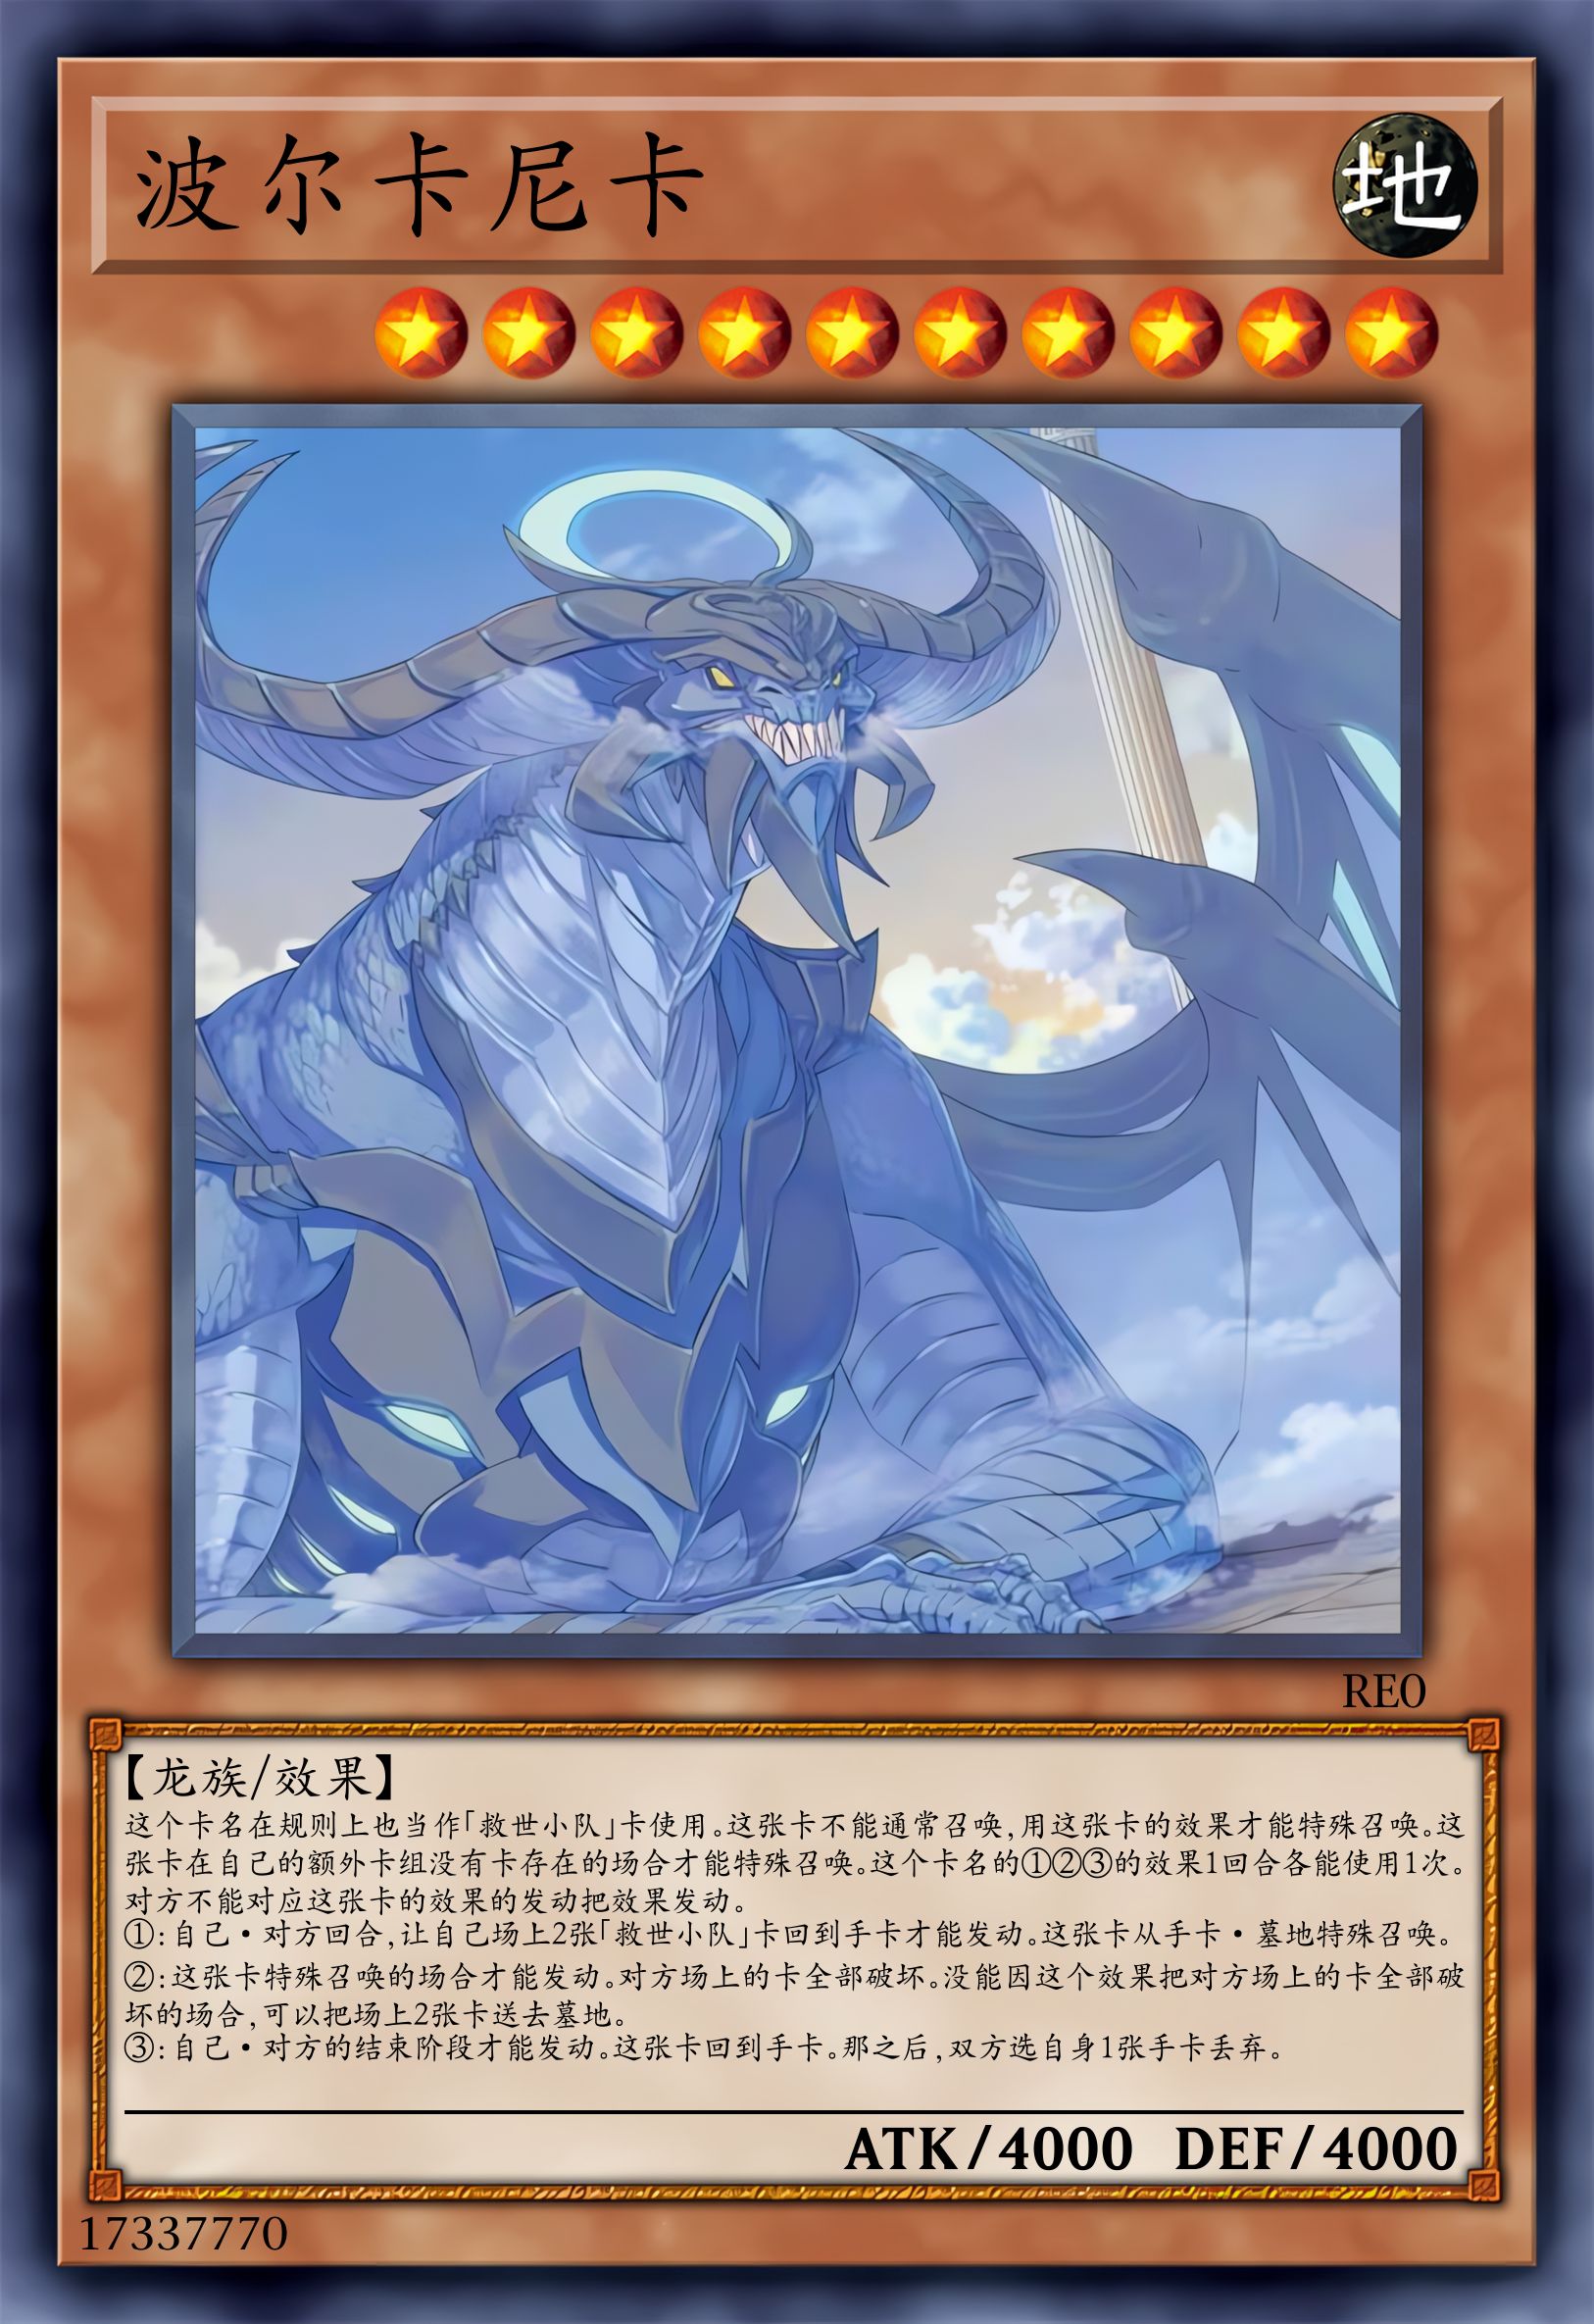 波尔卡尼卡
地
RE0
【龙族/效果】
这个卡名在规则上也当作「救世小队」卡使用。这张卡不能通常召唤,用这张卡的效果才能特殊召唤。这
张卡在自己的额外卡组没有卡存在的场合才能特殊召唤。这个卡名的①②③的效果1回合各能使用1次。
对方不能对应这张卡的效果的发动把效果发动。
①:自己·对方回合,让自己场上2张「救世小队」卡回到手卡才能发动。这张卡从手卡·墓地特殊召唤。
②:这张卡特殊召唤的场合才能发动。对方场上的卡全部破坏。没能因这个效果把对方场上的卡全部破
坏的场合,可以把场上2张卡送去墓地。
③:自己·对方的结束阶段才能发动。这张卡回到手卡。那之后,双方选自身1张手卡丢弃。
ATK/4000 DEF/4000
17337770